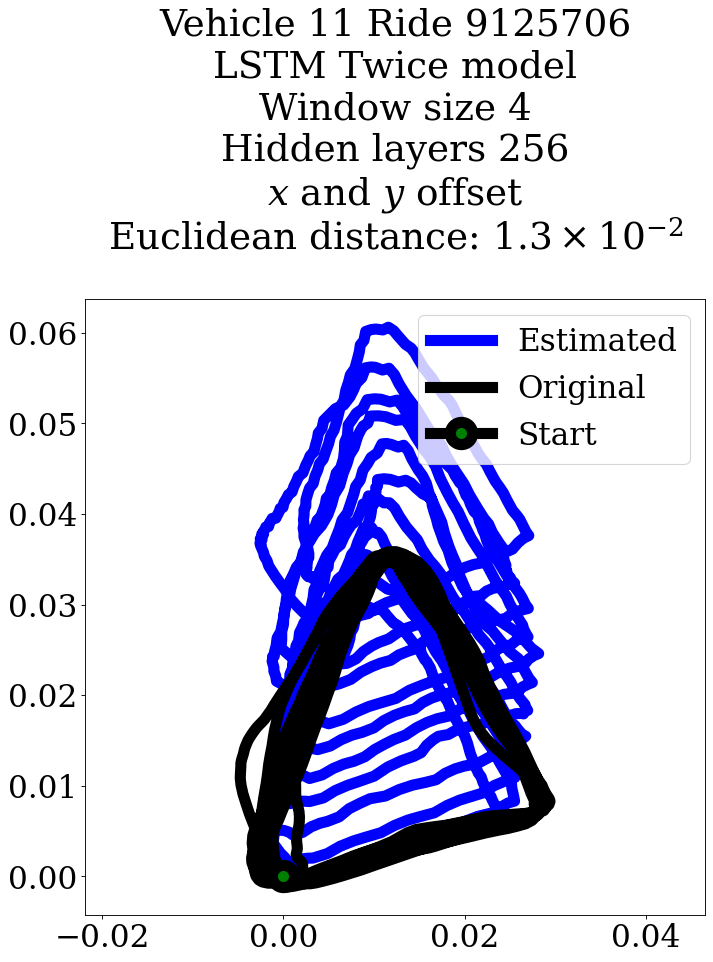 Vehicle 11 Ride 9125706
LSTM Twice model
Window size 4
Hidden layers 256
x and y offset
Euclidean distance: 1.3 × 10⁻²
Estimated
Original
Start
0.06
0.05
0.04
0.03
0.02
0.01
0.00
−0.02 0.00 0.02 0.04